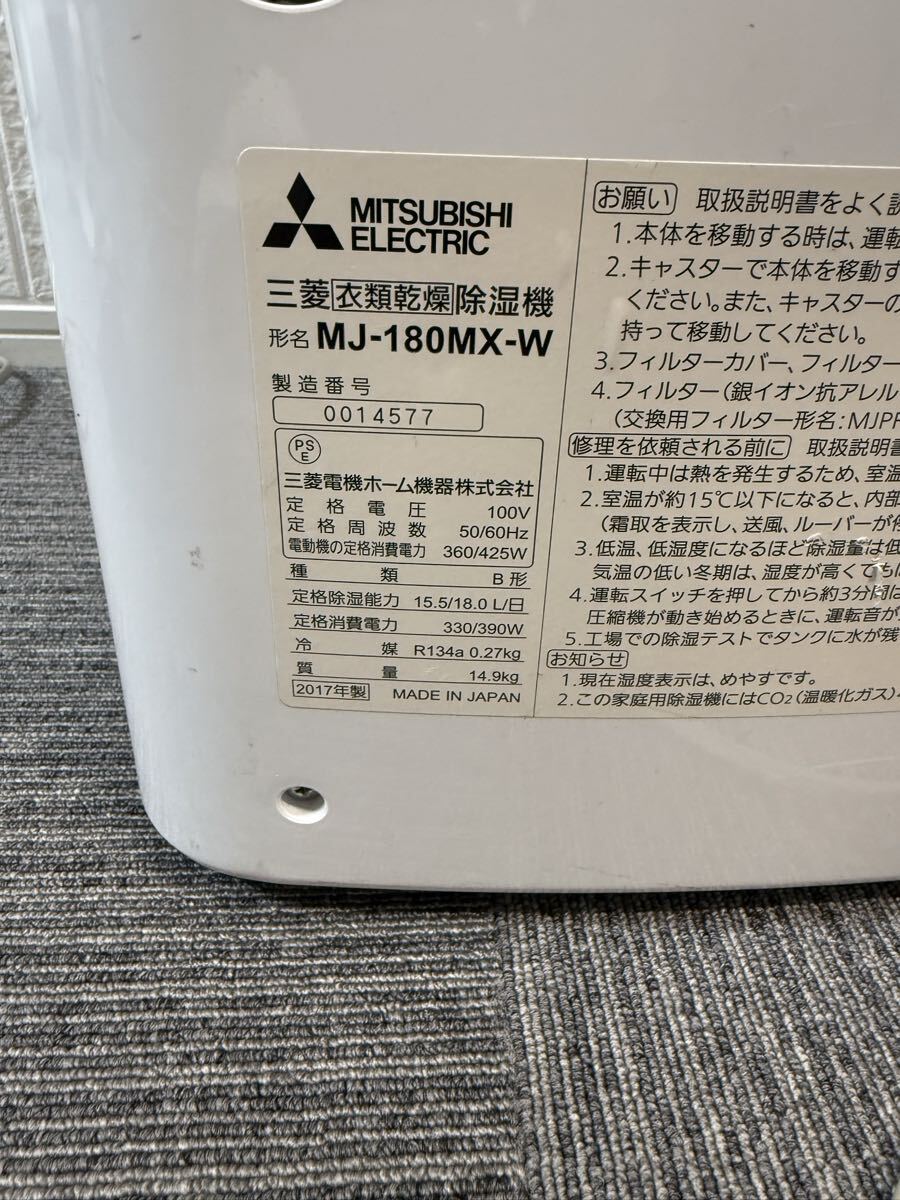 MITSUBISHI
ELECTRIC
三菱衣類乾燥除湿機
形名 MJ-180MX-W
製造番号
0014577
PS
E
三菱電機ホーム機器株式会社
定格電圧 100V
定格周波数 50/60Hz
電動機の定格消費電力 360/425W
種類 B形
定格除湿能力 15.5/18.0 L/日
定格消費電力 330/390W
冷媒 R134a 0.27kg
質量 14.9kg
2017年製 MADE IN JAPAN
お願い 取扱説明書をよく
1.本体を移動する時は、運転
2.キャスターで本体を移動す
ください。また、キャスターの
持って移動してください。
3.フィルターカバー、フィルター
4.フィルター(銀イオン抗アレル
(交換用フィルター形名:MJPR
修理を依頼される前に 取扱説明書
1.運転中は熱を発生するため、室温
2.室温が約15℃以下になると、内部
(霜取を表示し、送風、ルーバーが停
3.低温、低湿度になるほど除湿量は低
気温の低い冬期は、湿度が高くても
4.運転スイッチを押してから約3分間は
圧縮機が動き始めるときに、運転音が
5.工場での除湿テストでタンクに水が残
お知らせ
1.現在湿度表示は、めやすです。
2.この家庭用除湿機にはCO2(温暖化ガス)